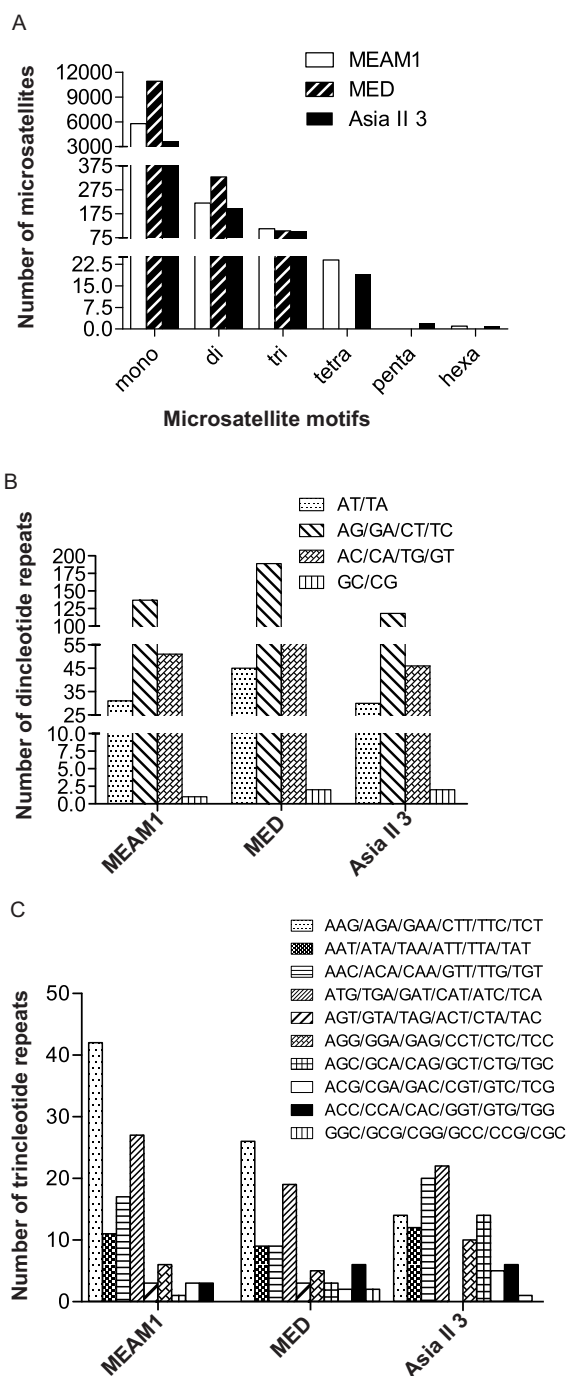 A
MEAM1
MED
Asia II 3
Number of microsatellites
12000
9000
6000
3000
375
275
175
75
22.5
15.0
7.5
0.0
mono
di
tri
tetra
penta
hexa
Microsatellite motifs
B
AT/TA
AG/GA/CT/TC
AC/CA/TG/GT
GC/CG
Number of dincleotide repeats
200
175
150
125
100
55
45
35
25
10.0
7.5
5.0
2.5
0.0
MEAM1
MED
Asia II 3
C
AAG/AGA/GAA/CTT/TTC/TCT
AAT/ATA/TAA/ATT/TTA/TAT
AAC/ACA/CAA/GTT/TTG/TGT
ATG/TGA/GAT/CAT/ATC/TCA
AGT/GTA/TAG/ACT/CTA/TAC
AGG/GGA/GAG/CCT/CTC/TCC
AGC/GCA/CAG/GCT/CTG/TGC
ACG/CGA/GAC/CGT/GTC/TCG
ACC/CCA/CAC/GGT/GTG/TGG
GGC/GCG/CGG/GCC/CCG/CGC
Number of trincleotide repeats
50
40
30
20
10
0
MEAM1
MED
Asia II 3